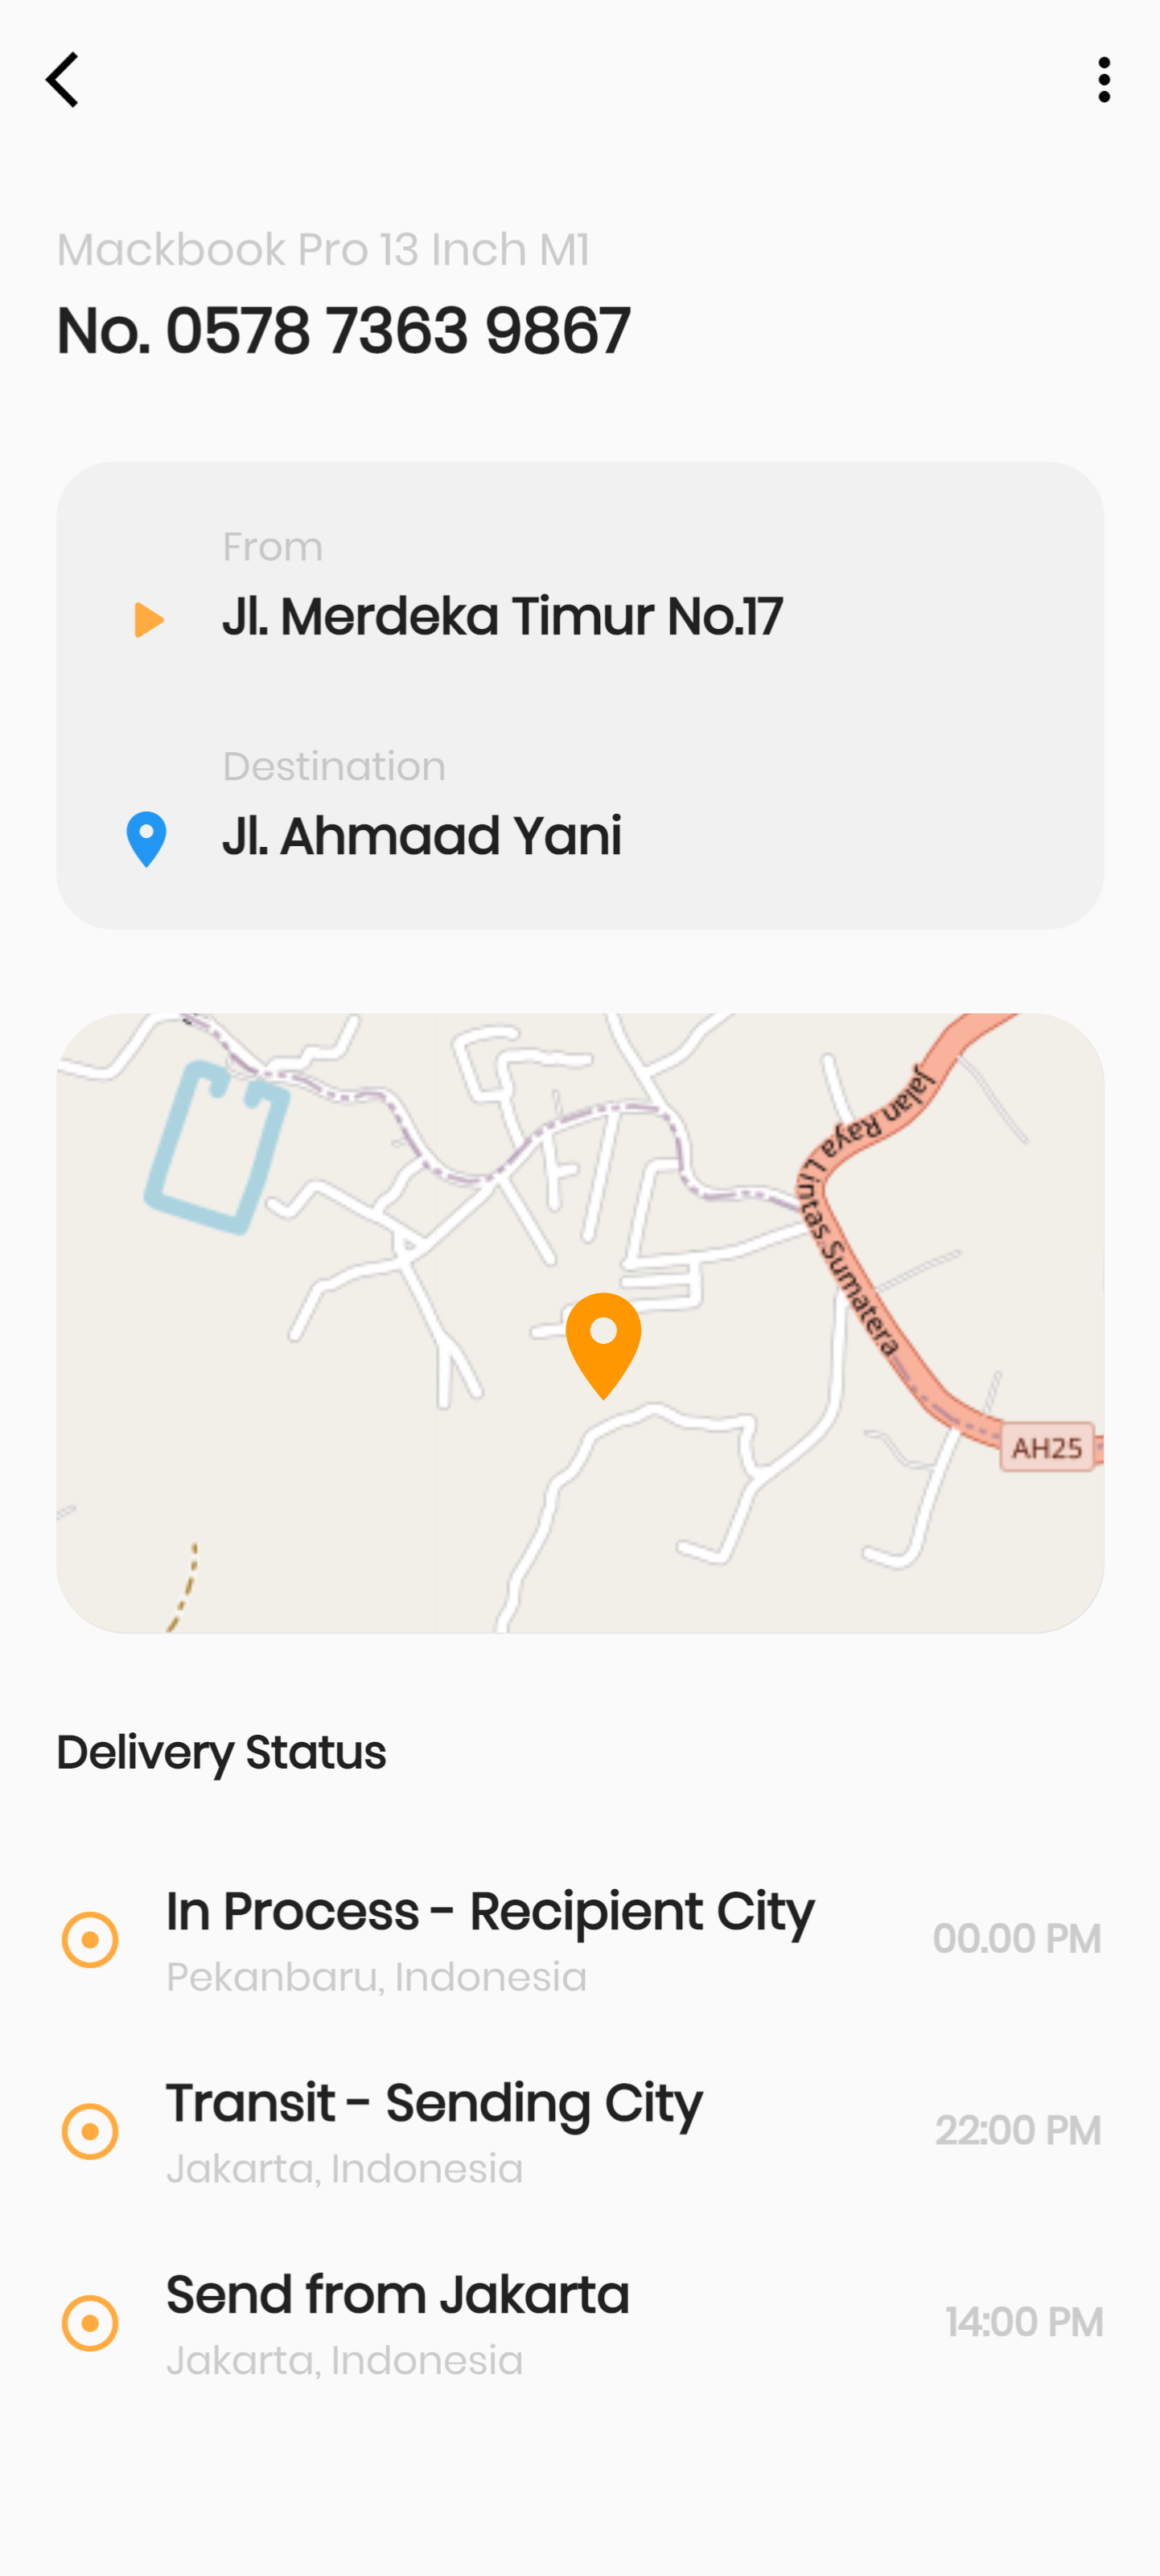 Mackbook Pro 13 Inch M1
No. 0578 7363 9867
From
Jl. Merdeka Timur No.17
Destination
Jl. Ahmaad Yani
Jalan Raya Lintas Sumatera
AH25
Delivery Status
In Process - Recipient City
00.00 PM
Pekanbaru, Indonesia
Transit - Sending City
22:00 PM
Jakarta, Indonesia
Send from Jakarta
14:00 PM
Jakarta, Indonesia